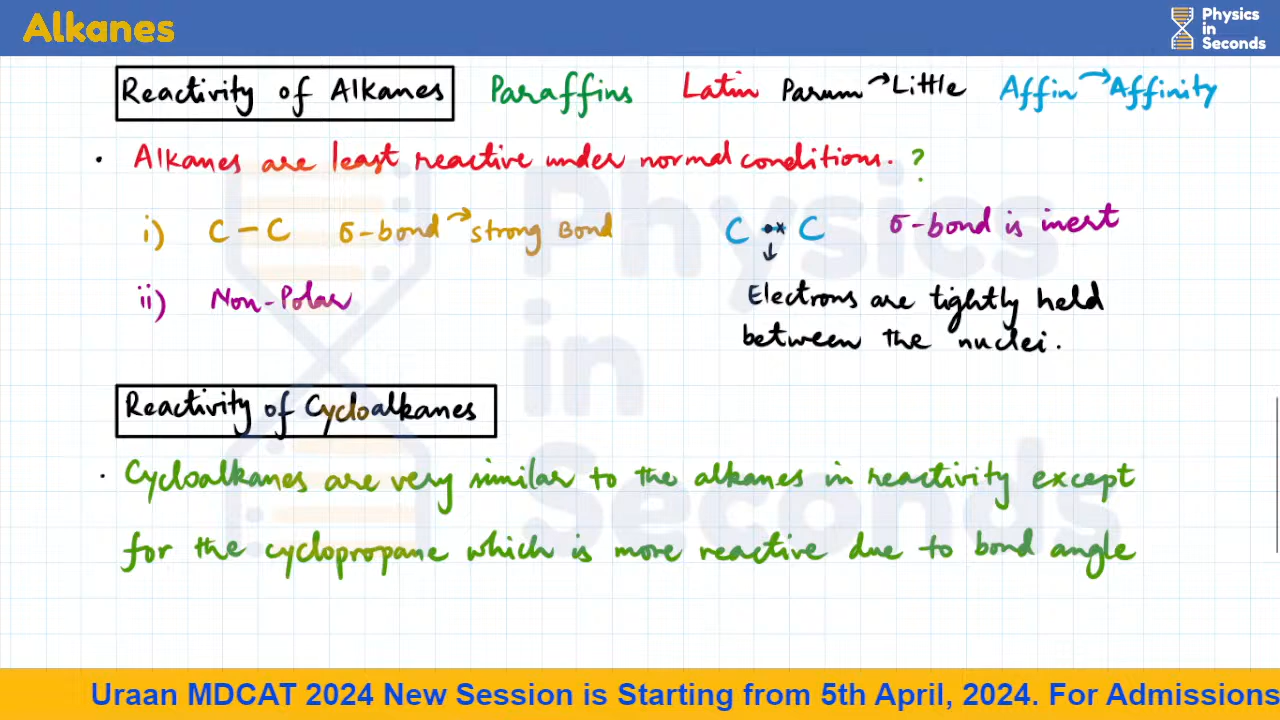 Alkanes
Physics
in
Seconds
Reactivity of Alkanes Paraffins Latin Parum → Little Affin → Affinity
· Alkanes are least reactive under normal conditions. ?
i) C – C σ-bond → strong Bond C •× C σ-bond is inert
↓
ii) Non-Polar Electrons are tightly held
between the nuclei.
Reactivity of Cycloalkanes
· Cycloalkanes are very similar to the alkanes in reactivity except
for the cyclopropane which is more reactive due to bond angle
Physics
in
Seconds
Uraan MDCAT 2024 New Session is Starting from 5th April, 2024. For Admissions